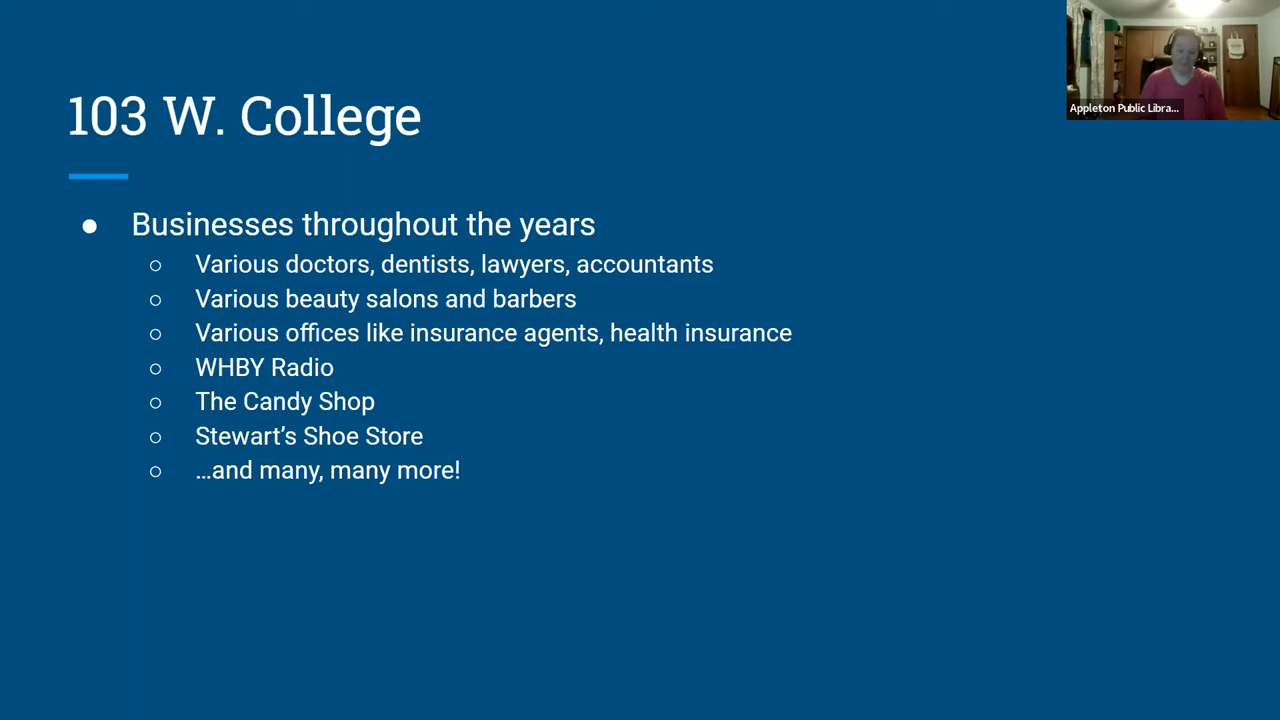 103 W. College
Appleton Public Libra...
● Businesses throughout the years
○ Various doctors, dentists, lawyers, accountants
○ Various beauty salons and barbers
○ Various offices like insurance agents, health insurance
○ WHBY Radio
○ The Candy Shop
○ Stewart’s Shoe Store
○ …and many, many more!